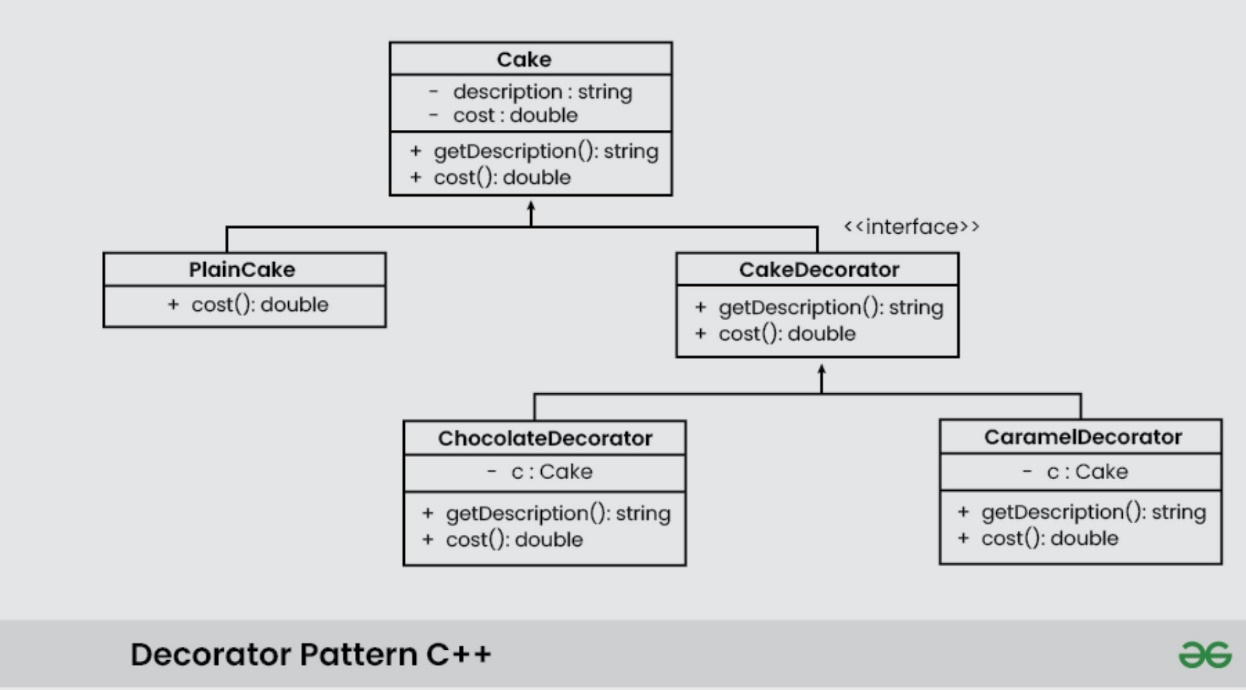 Cake
- description : string
- cost : double
+ getDescription(): string
+ cost(): double
<<interface>>
PlainCake
+ cost(): double
CakeDecorator
+ getDescription(): string
+ cost(): double
ChocolateDecorator
- c : Cake
+ getDescription(): string
+ cost(): double
CaramelDecorator
- c : Cake
+ getDescription(): string
+ cost(): double
Decorator Pattern C++